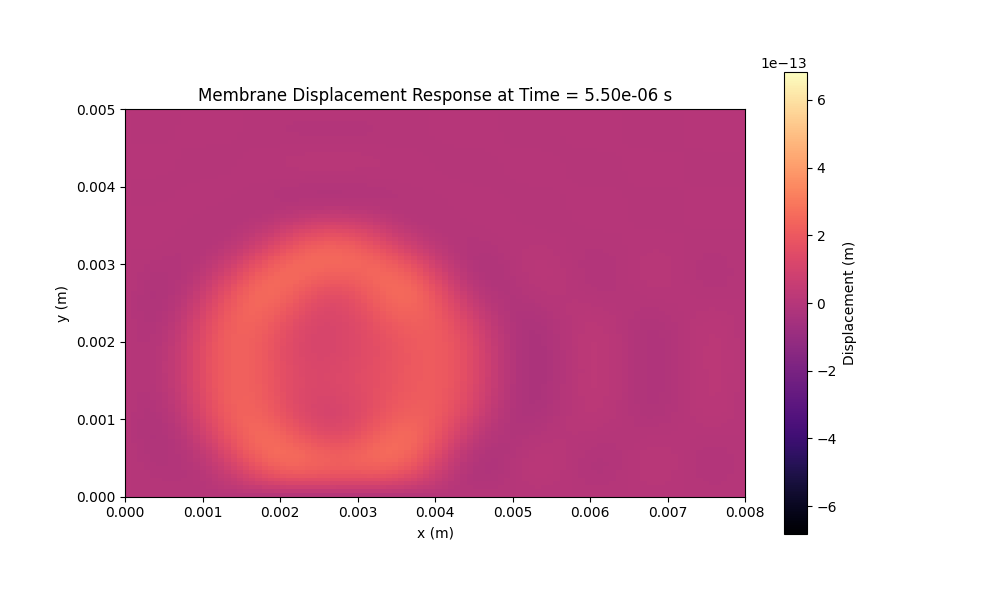 1e−13
Membrane Displacement Response at Time = 5.50e-06 s
0.005
0.004
0.003
0.002
0.001
0.000
y (m)
0.000 0.001 0.002 0.003 0.004 0.005 0.006 0.007 0.008
x (m)
6
4
2
0
−2
−4
−6
Displacement (m)